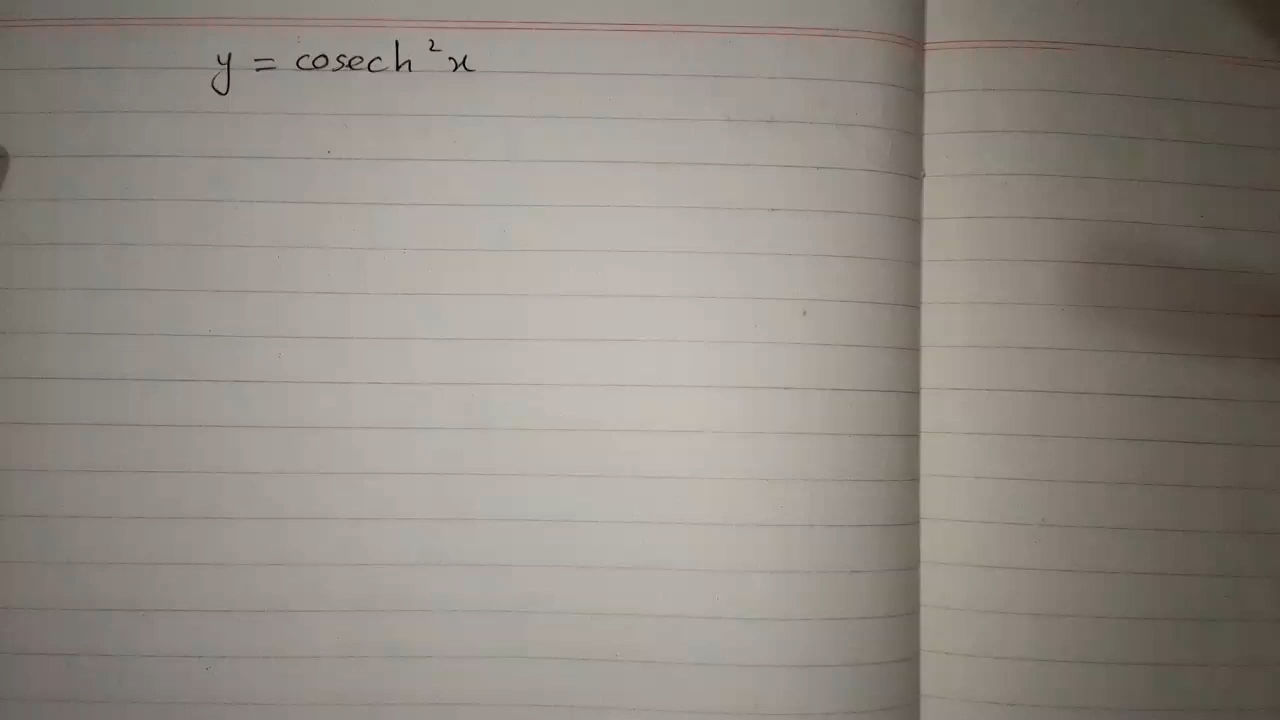 y = cosech²x